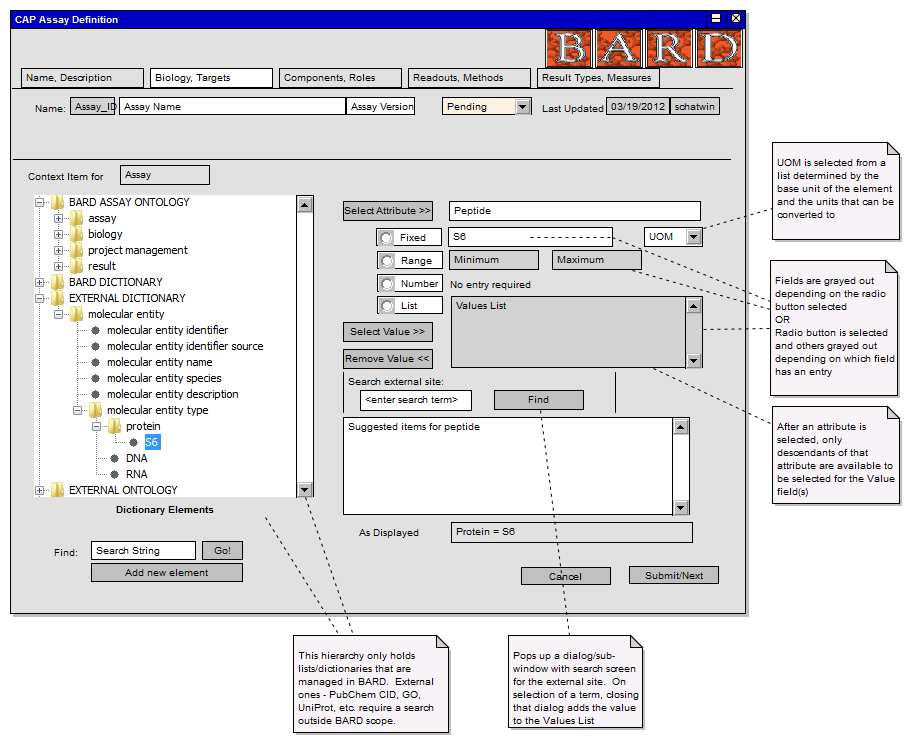 CAP Assay Definition
BARD
Name, Description
Biology, Targets
Components, Roles
Readouts, Methods
Result Types, Measures
Name:
Assay_ID
Assay Name
Assay Version
Pending
Last Updated
03/19/2012
schatwin
Context Item for
Assay
BARD ASSAY ONTOLOGY
assay
biology
project management
result
BARD DICTIONARY
EXTERNAL DICTIONARY
molecular entity
molecular entity identifier
molecular entity identifier source
molecular entity name
molecular entity species
molecular entity description
molecular entity type
protein
S6
DNA
RNA
EXTERNAL ONTOLOGY
Dictionary Elements
Find:
Search String
Go!
Add new element
Select Attribute >>
Peptide
Fixed
S6
UOM
Range
Minimum
Maximum
Number
No entry required
List
Values List
Select Value >>
Remove Value <<
Search external site:
<enter search term>
Find
Suggested items for peptide
As Displayed
Protein = S6
Cancel
Submit/Next
UOM is selected from a
list determined by the
base unit of the element
and the units that can be
converted to
Fields are grayed out
depending on the radio
button selected
OR
Radio button is selected
and others grayed out
depending on which field
has an entry
After an attribute is
selected, only
descendants of that
attribute are available to
be selected for the Value
field(s)
This hierarchy only holds
lists/dictionaries that are
managed in BARD.  External
ones - PubChem CID, GO,
UniProt, etc. require a search
outside BARD scope.
Pops up a dialog/sub-
window with search screen
for the external site.  On
selection of a term, closing
that dialog adds the value
to the Values List